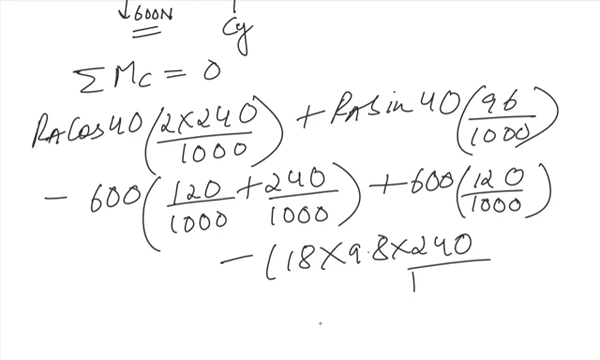 ↓600N Cy
ΣMc = 0
RA Cos40 (2×240/1000) + RA Sin40 (96/1000)
- 600 (120/1000 + 240/1000) + 600 (120/1000)
- (18×9.8×240/1